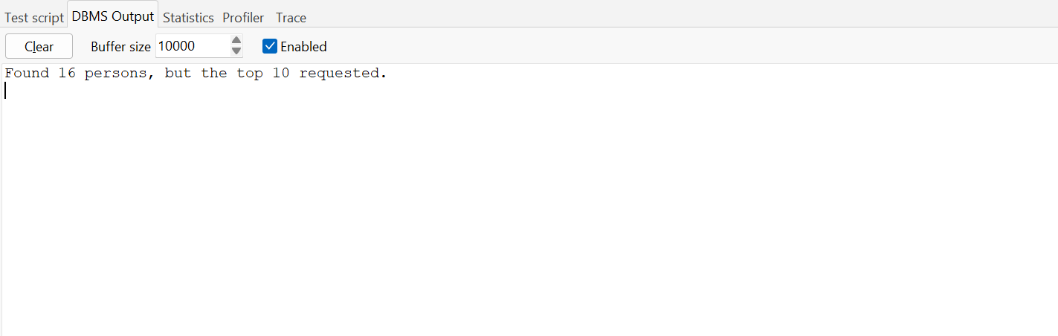 Test script DBMS Output Statistics Profiler Trace
Clear Buffer size 10000 Enabled
Found 16 persons, but the top 10 requested.